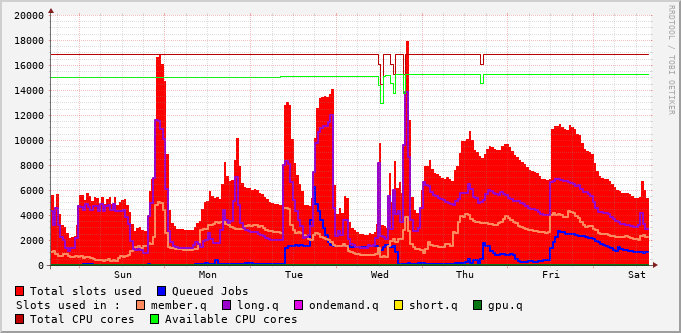 RRDTOOL / TOBI OETIKER
20000
18000
16000
14000
12000
10000
8000
6000
4000
2000
0
Sun Mon Tue Wed Thu Fri Sat
Total slots used Queued Jobs
Slots used in : member.q long.q ondemand.q short.q gpu.q
Total CPU cores Available CPU cores